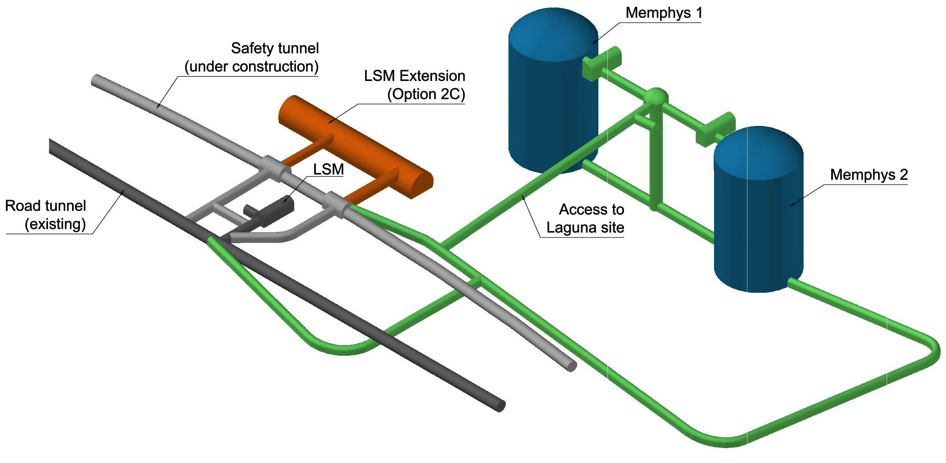 Memphys 1
Safety tunnel
(under construction)
LSM Extension
(Option 2C)
LSM
Memphys 2
Road tunnel
(existing)
Access to
Laguna site